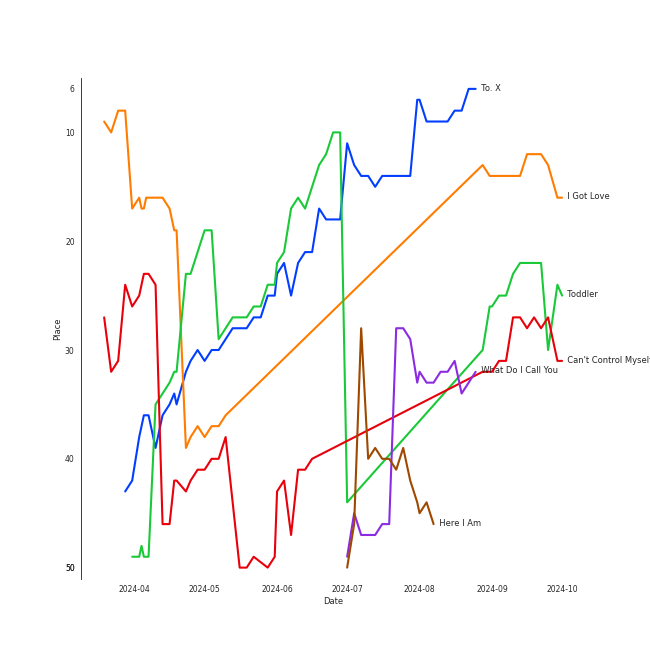 6
To. X
10
I Got Love
20
Toddler
Place
30
Can't Control Mysel
What Do I Call You
40
Here I Am
50
2024-04 2024-05 2024-06 2024-07 2024-08 2024-09 2024-10
Date